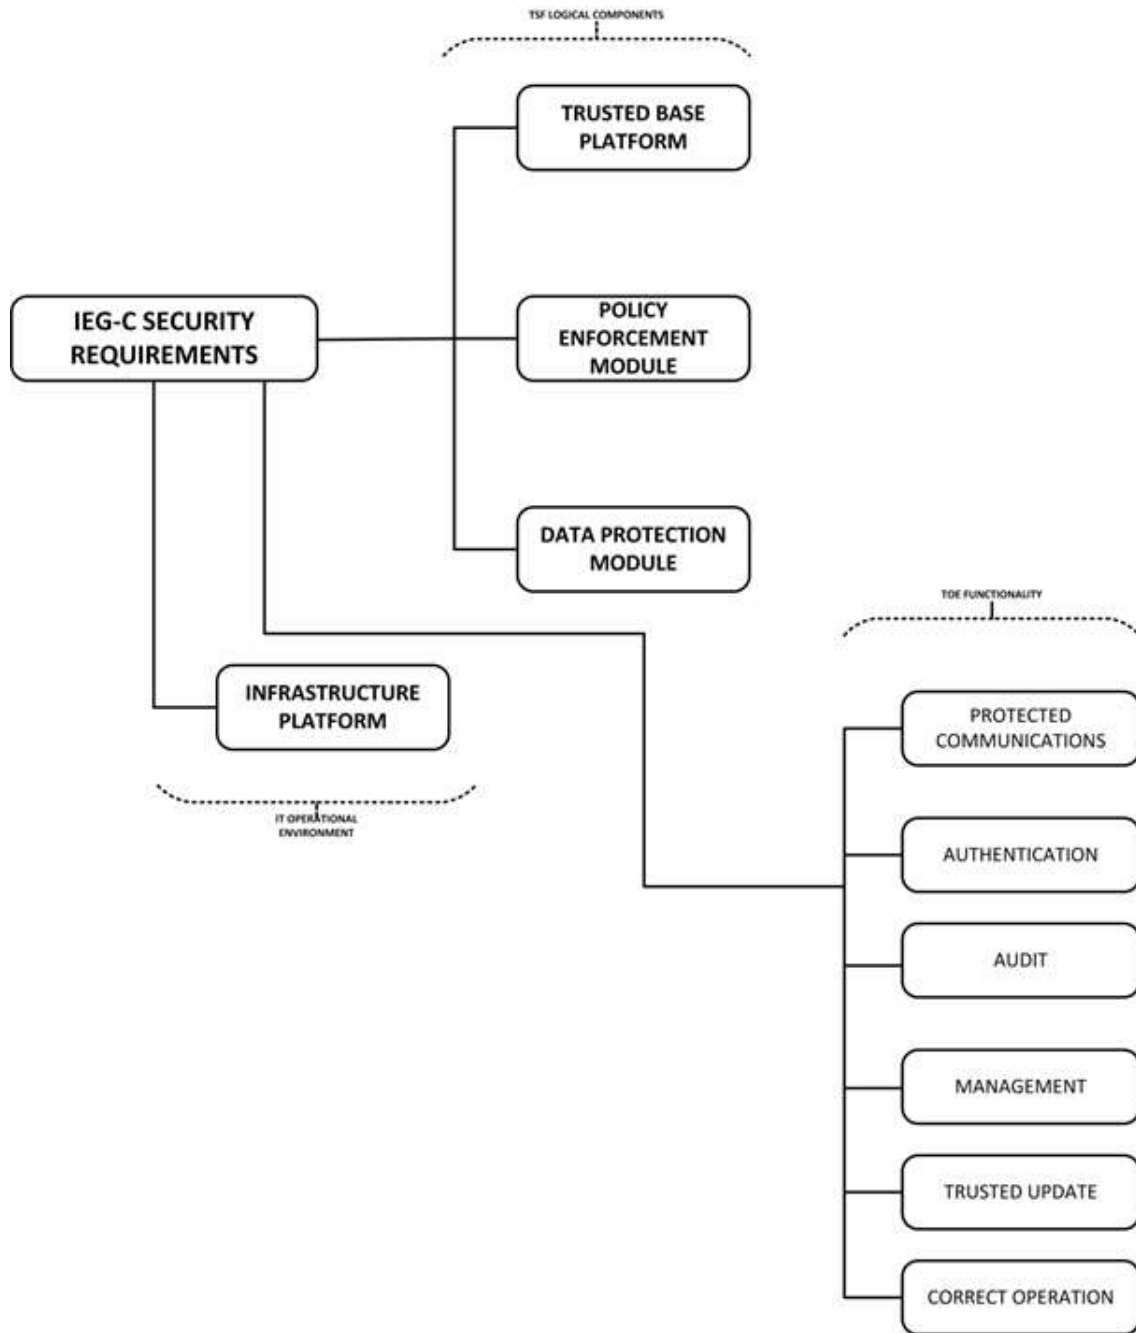 TSF LOGICAL COMPONENTS
TRUSTED BASE
PLATFORM
IEG-C SECURITY
REQUIREMENTS
POLICY
ENFORCEMENT
MODULE
DATA PROTECTION
MODULE
TOE FUNCTIONALITY
INFRASTRUCTURE
PLATFORM
PROTECTED
COMMUNICATIONS
IT OPERATIONAL
ENVIRONMENT
AUTHENTICATION
AUDIT
MANAGEMENT
TRUSTED UPDATE
CORRECT OPERATION